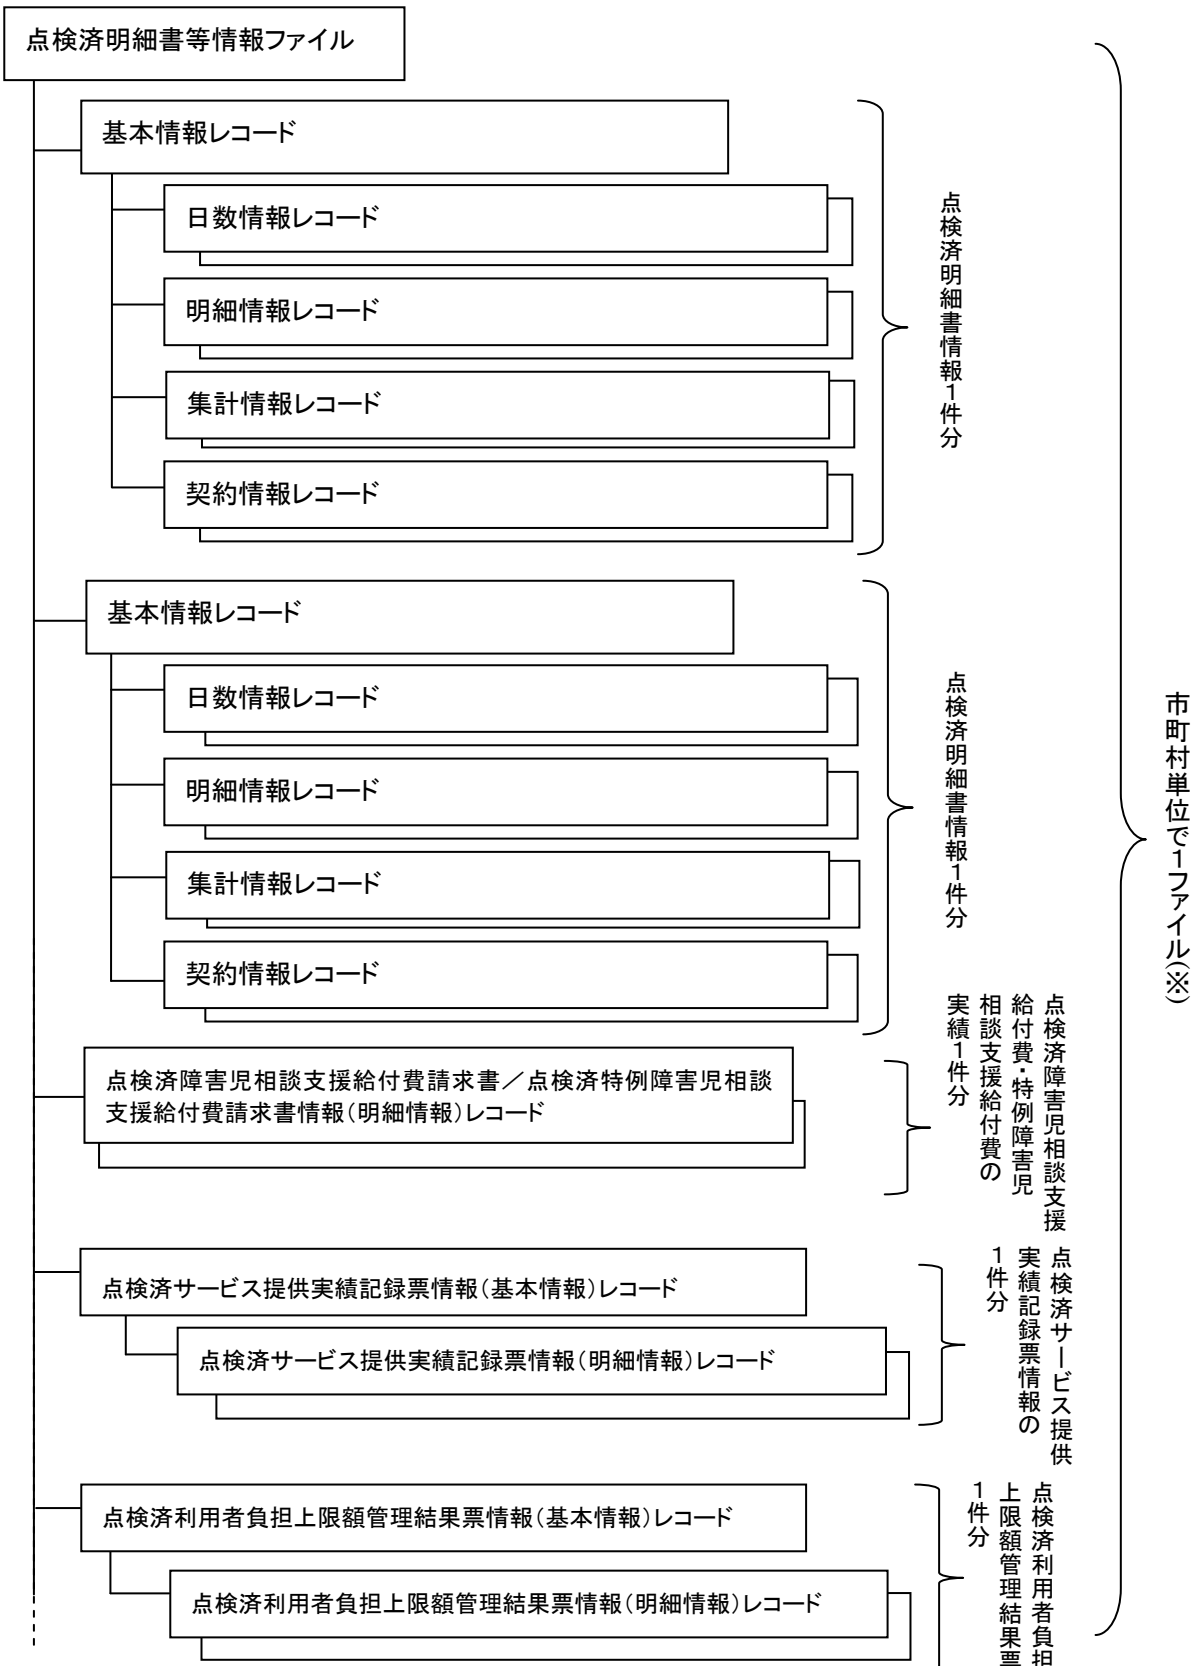 点検済明細書等情報ファイル
基本情報レコード
日数情報レコード
明細情報レコード
集計情報レコード
契約情報レコード
点検済明細書情報1件分
基本情報レコード
日数情報レコード
明細情報レコード
集計情報レコード
契約情報レコード
点検済明細書情報1件分
点検済障害児相談支援給付費請求書／点検済特例障害児相談
支援給付費請求書情報(明細情報)レコード
点検済障害児相談支援
給付費・特例障害児
相談支援給付費の
実績1件分
点検済サービス提供実績記録票情報(基本情報)レコード
点検済サービス提供実績記録票情報(明細情報)レコード
点検済サービス提供
実績記録票情報の
1件分
点検済利用者負担上限額管理結果票情報(基本情報)レコード
点検済利用者負担上限額管理結果票情報(明細情報)レコード
点検済利用者負担
上限額管理結果票
1件分
市町村単位で1ファイル(※)